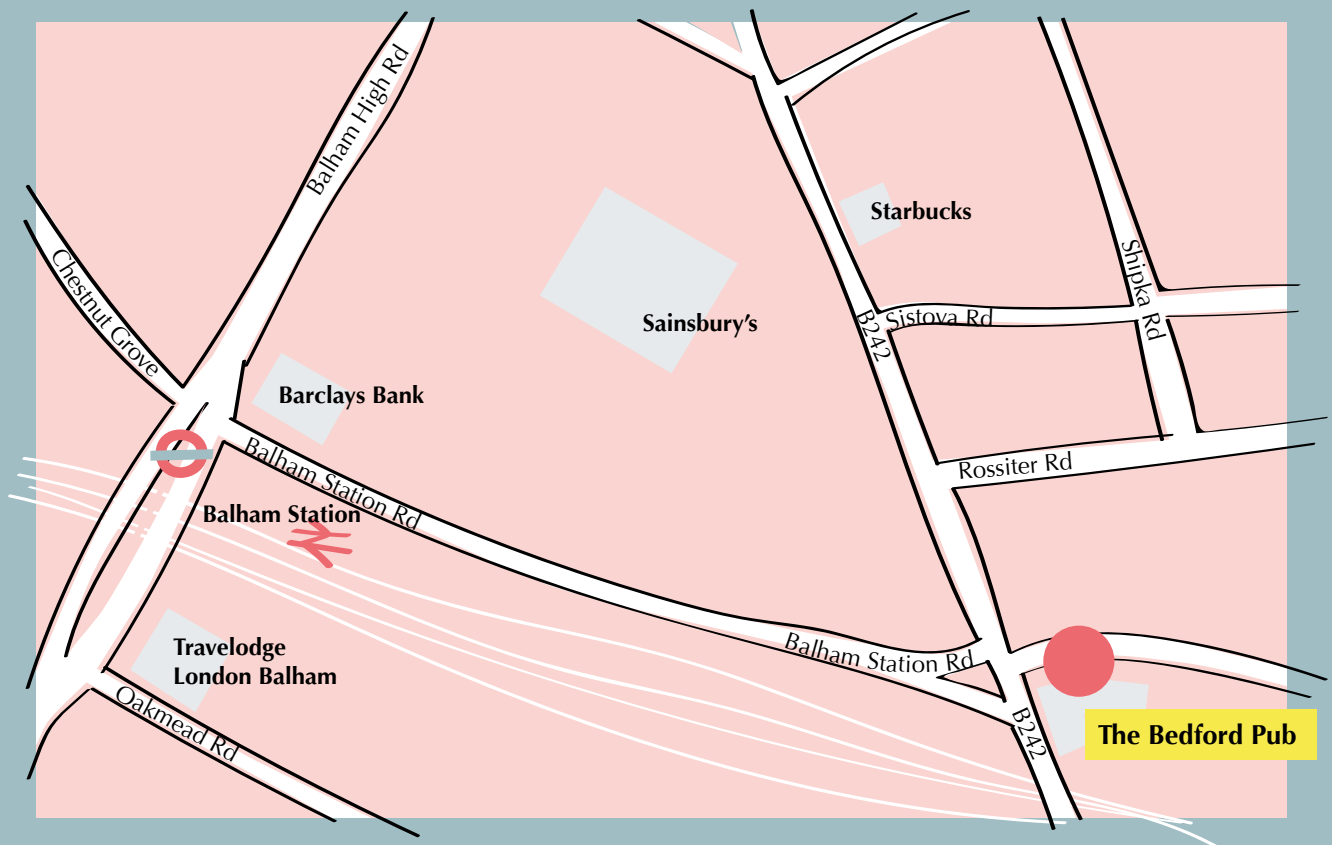 Balham High Rd
Chestnut Grove
Starbucks
Shipka Rd
Sainsbury's
B242
Sistova Rd
Barclays Bank
Balham Station Rd
Rossiter Rd
Balham Station
Travelodge
London Balham
Balham Station Rd
Oakmead Rd
B242
The Bedford Pub